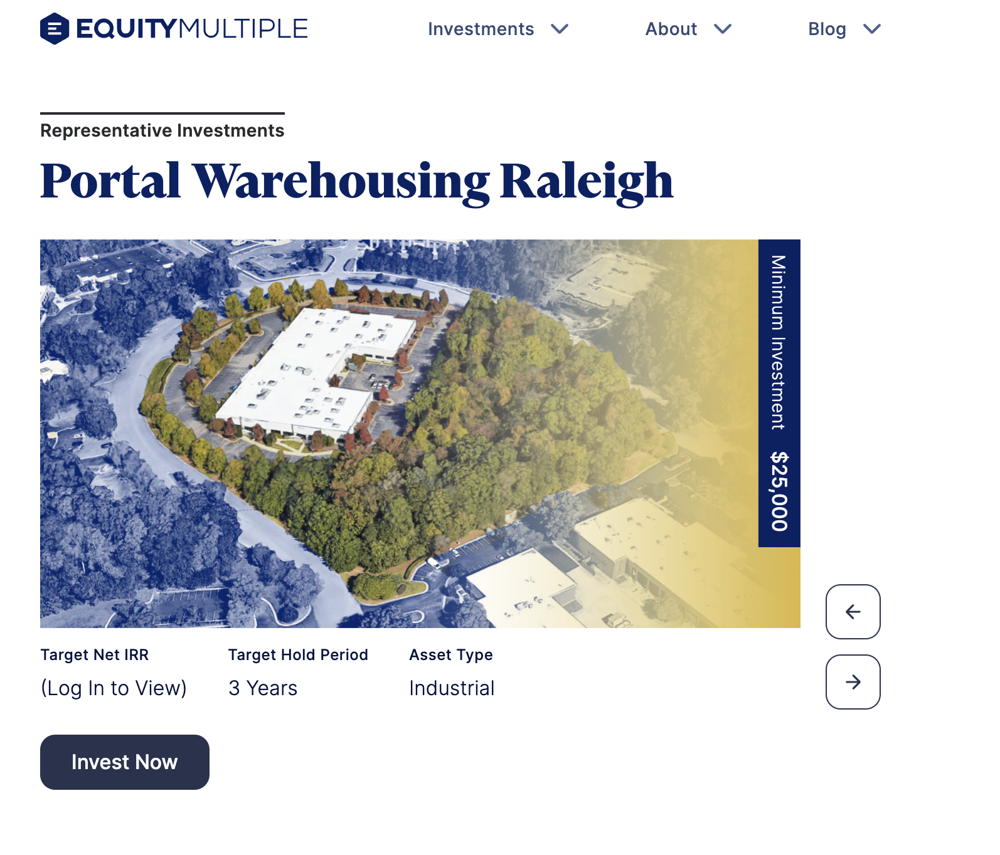 EQUITYMULTIPLE
Investments
About
Blog
Representative Investments
Portal Warehousing Raleigh
Minimum Investment $25,000
Target Net IRR
(Log In to View)
Target Hold Period
3 Years
Asset Type
Industrial
Invest Now